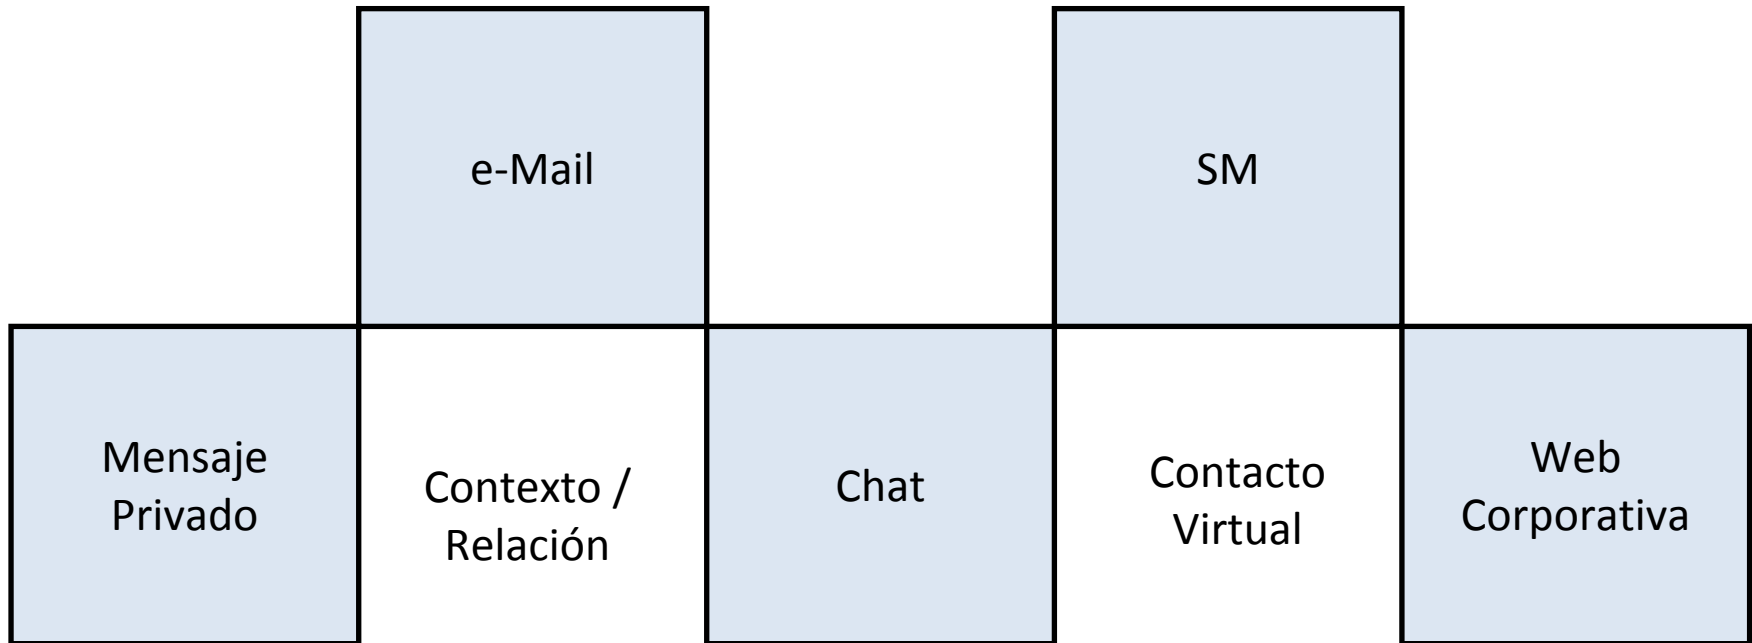 e-Mail
SM
Mensaje
Privado
Contexto /
Relación
Chat
Contacto
Virtual
Web
Corporativa